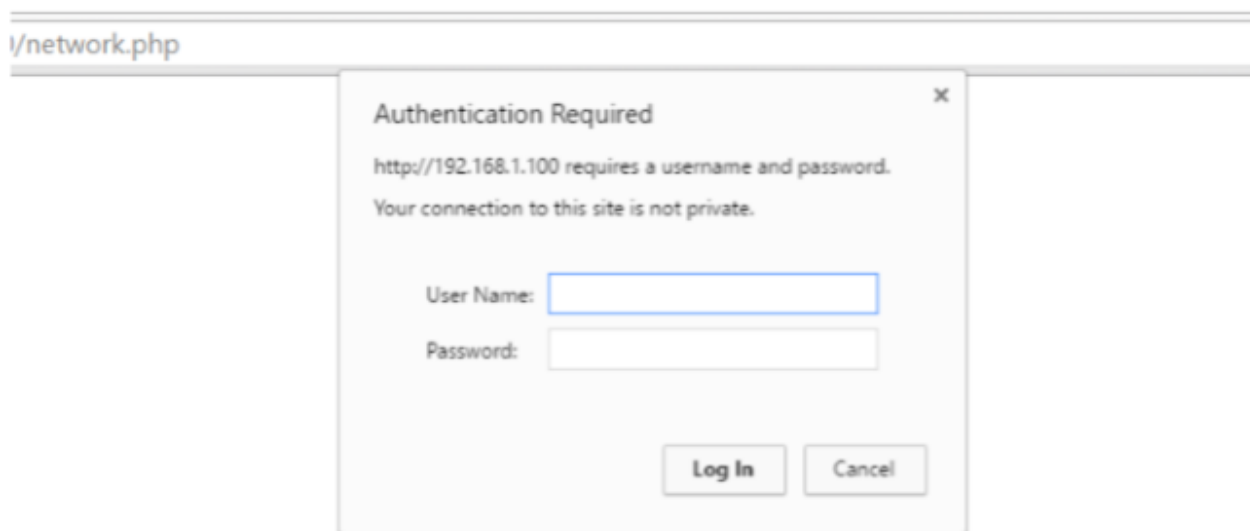 /network.php
Authentication Required
×
http://192.168.1.100 requires a username and password.
Your connection to this site is not private.
User Name:
Password:
Log In
Cancel